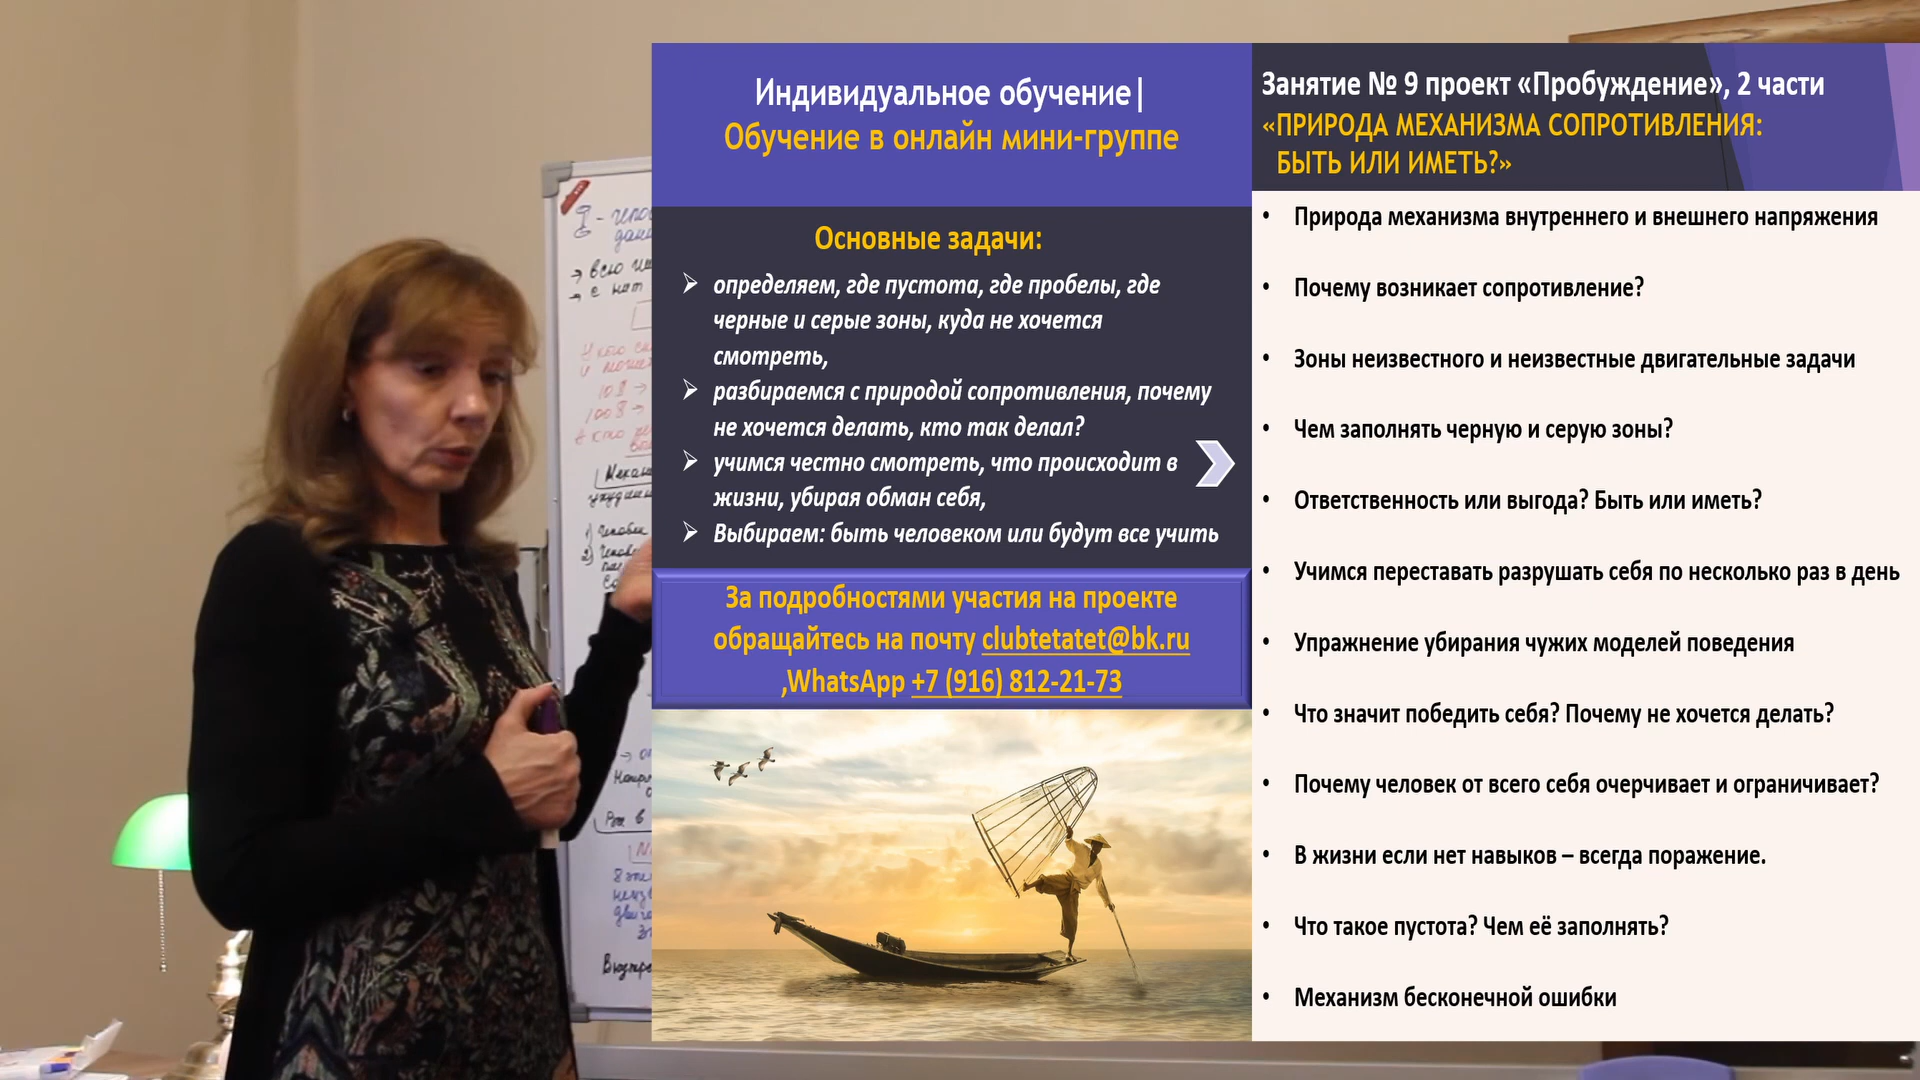 Индивидуальное обучение|
Обучение в онлайн мини-группе
Основные задачи:
определяем, где пустота, где пробелы, где
черные и серые зоны, куда не хочется
смотреть,
разбираемся с природой сопротивления, почему
не хочется делать, кто так делал?
учимся честно смотреть, что происходит в
жизни, убирая обман себя,
Выбираем: быть человеком или будут все учить
За подробностями участия на проекте
обращайтесь на почту clubtetatet@bk.ru
,WhatsApp +7 (916) 812-21-73
Занятие № 9 проект «Пробуждение», 2 части
«ПРИРОДА МЕХАНИЗМА СОПРОТИВЛЕНИЯ:
БЫТЬ ИЛИ ИМЕТЬ?»
• Природа механизма внутреннего и внешнего напряжения
• Почему возникает сопротивление?
• Зоны неизвестного и неизвестные двигательные задачи
• Чем заполнять черную и серую зоны?
• Ответственность или выгода? Быть или иметь?
• Учимся переставать разрушать себя по несколько раз в день
• Упражнение убирания чужих моделей поведения
• Что значит победить себя? Почему не хочется делать?
• Почему человек от всего себя очерчивает и ограничивает?
• В жизни если нет навыков – всегда поражение.
• Что такое пустота? Чем её заполнять?
• Механизм бесконечной ошибки